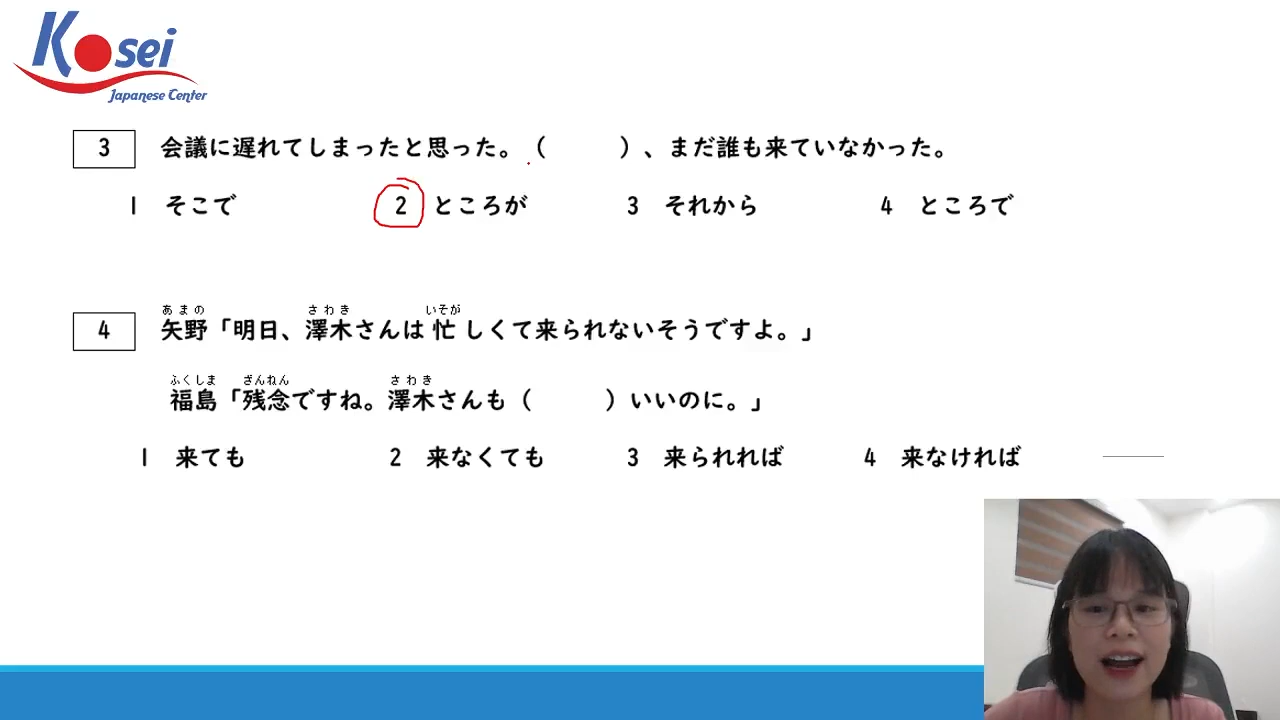 Kosei
Japanese Center
3 会議に遅れてしまったと思った。（　　　）、まだ誰も来ていなかった。
1 そこで 2 ところが 3 それから 4 ところで
あまの さわき いそが
4 矢野「明日、澤木さんは忙しくて来られないそうですよ。」
ふくしま ざんねん さわき
福島「残念ですね。澤木さんも（　　　）いいのに。」
1 来ても 2 来なくても 3 来られれば 4 来なければ